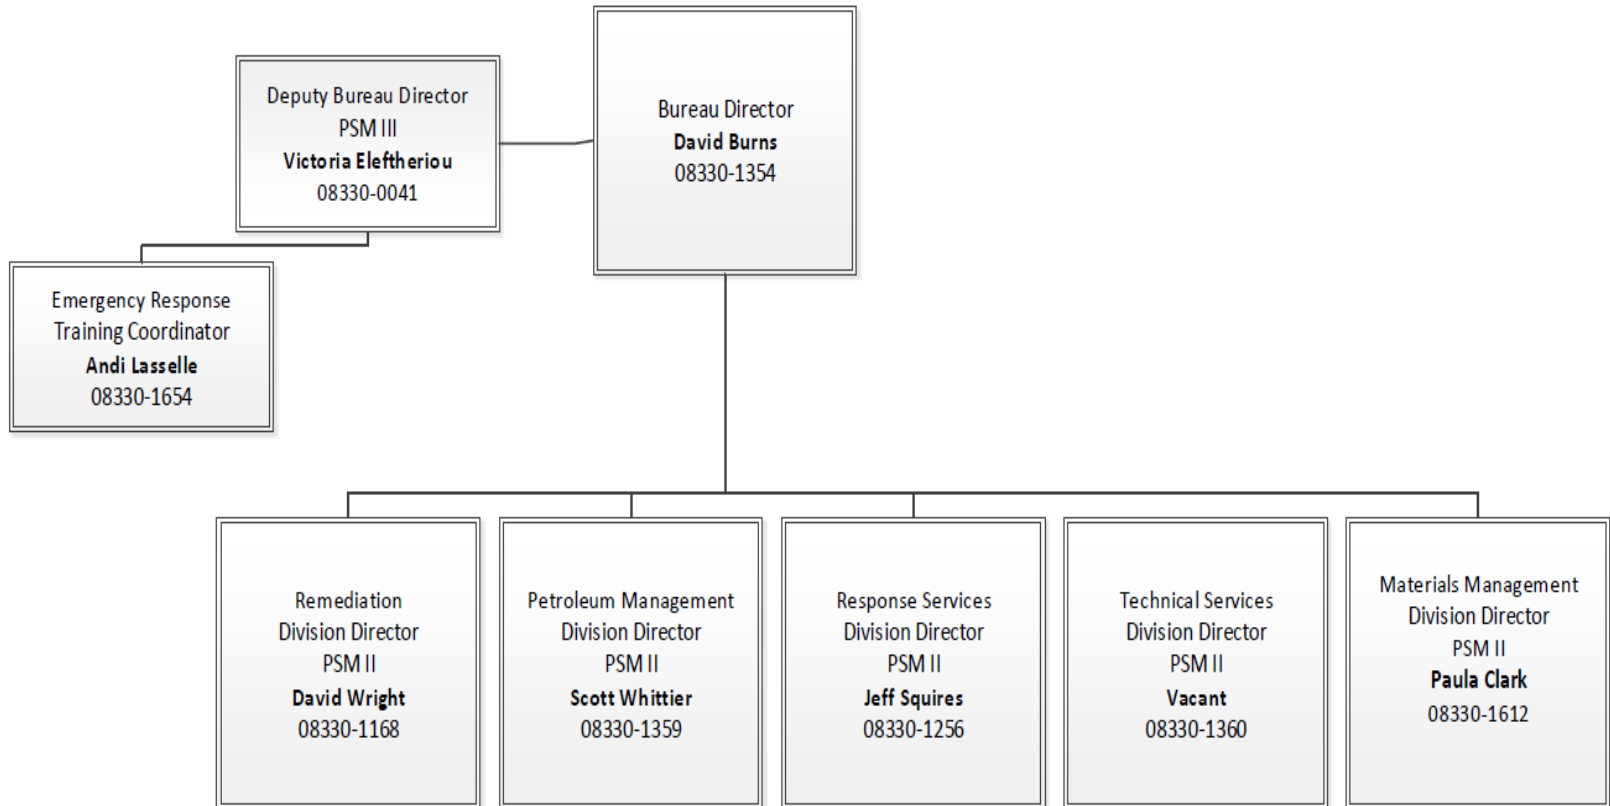 Deputy Bureau Director
PSM III
Victoria Eleftheriou
08330-0041
Bureau Director
David Burns
08330-1354
Emergency Response
Training Coordinator
Andi Lasselle
08330-1654
Remediation
Division Director
PSM II
David Wright
08330-1168
Petroleum Management
Division Director
PSM II
Scott Whittier
08330-1359
Response Services
Division Director
PSM II
Jeff Squires
08330-1256
Technical Services
Division Director
PSM II
Vacant
08330-1360
Materials Management
Division Director
PSM II
Paula Clark
08330-1612